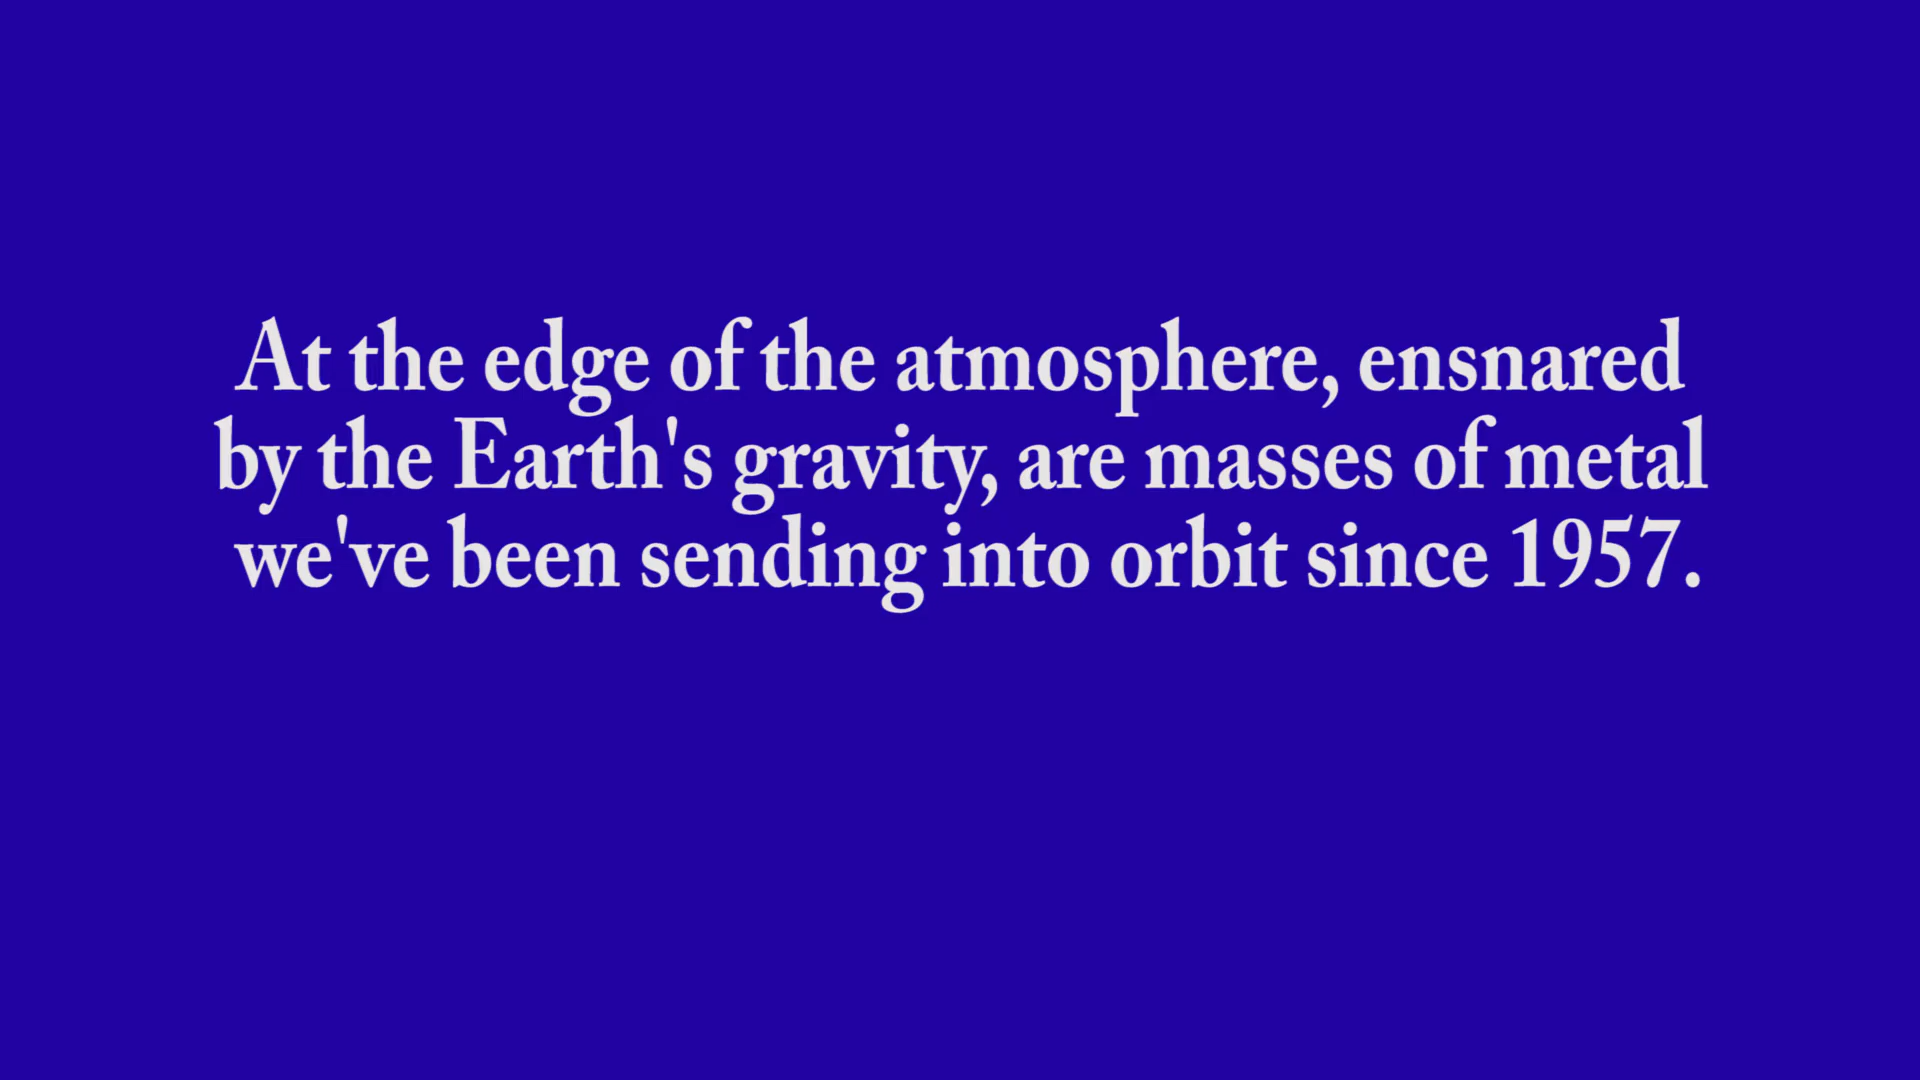 At the edge of the atmosphere, ensnared
by the Earth's gravity, are masses of metal
we've been sending into orbit since 1957.